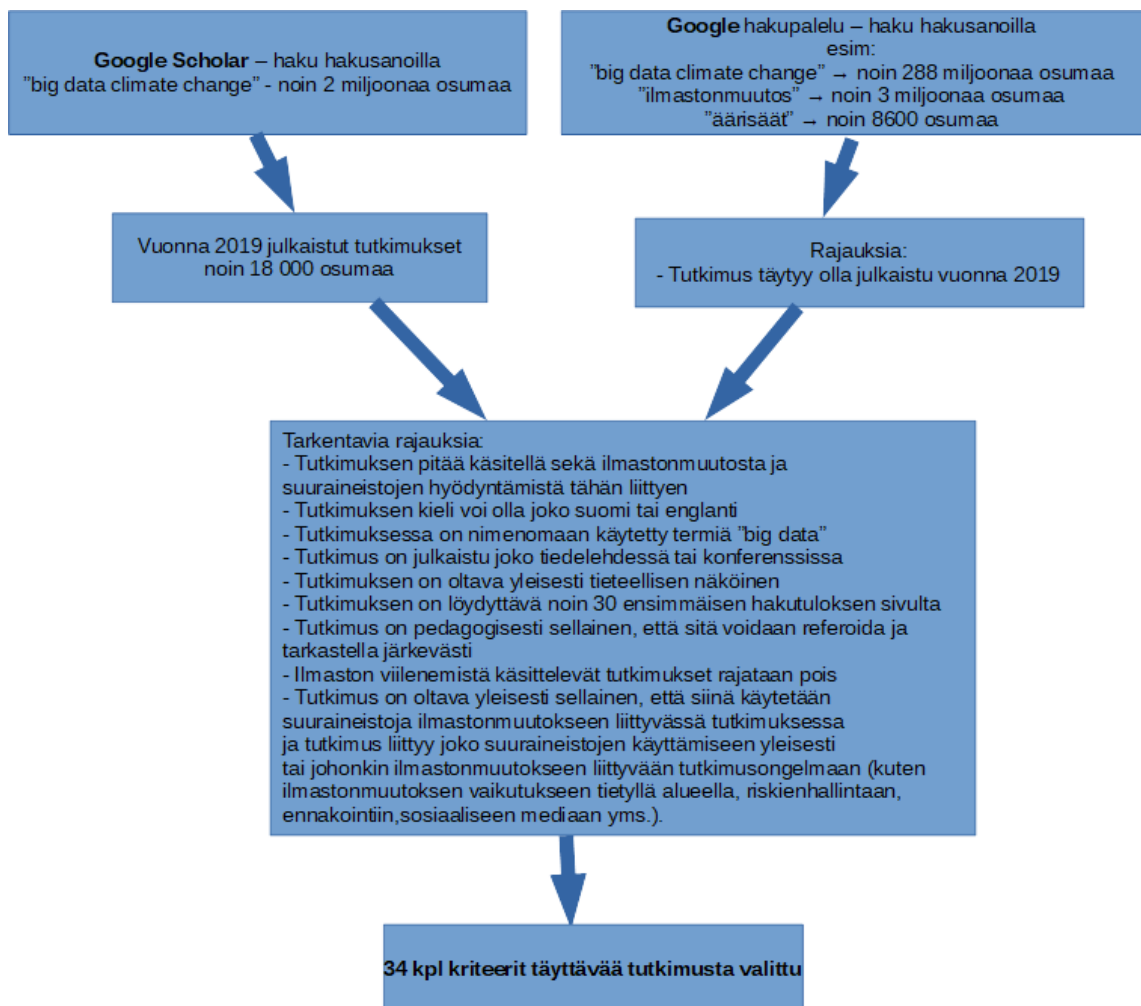 Google Scholar – haku hakusanoilla
”big data climate change” - noin 2 miljoonaa osumaa
Google hakupalelu – haku hakusanoilla
esim:
”big data climate change” → noin 288 miljoonaa osumaa
”ilmastonmuutos” → noin 3 miljoonaa osumaa
”äärisäät” → noin 8600 osumaa
Vuonna 2019 julkaistut tutkimukset
noin 18 000 osumaa
Rajauksia:
- Tutkimus täytyy olla julkaistu vuonna 2019
Tarkentavia rajauksia:
- Tutkimuksen pitää käsitellä sekä ilmastonmuutosta ja
suuraineistojen hyödyntämistä tähän liittyen
- Tutkimuksen kieli voi olla joko suomi tai englanti
- Tutkimuksessa on nimenomaan käytetty termiä ”big data”
- Tutkimus on julkaistu joko tiedelehdessä tai konferenssissa
- Tutkimuksen on oltava yleisesti tieteellisen näköinen
- Tutkimuksen on löydyttävä noin 30 ensimmäisen hakutuloksen sivulta
- Tutkimus on pedagogisesti sellainen, että sitä voidaan referoida ja
tarkastella järkevästi
- Ilmaston viilenemistä käsittelevät tutkimukset rajataan pois
- Tutkimus on oltava yleisesti sellainen, että siinä käytetään
suuraineistoja ilmastonmuutokseen liittyvässä tutkimuksessa
ja tutkimus liittyy joko suuraineistojen käyttämiseen yleisesti
tai johonkin ilmastonmuutokseen liittyvään tutkimusongelmaan (kuten
ilmastonmuutoksen vaikutukseen tietyllä alueella, riskienhallintaan,
ennakointiin,sosiaaliseen mediaan yms.).
34 kpl kriteerit täyttävää tutkimusta valittu